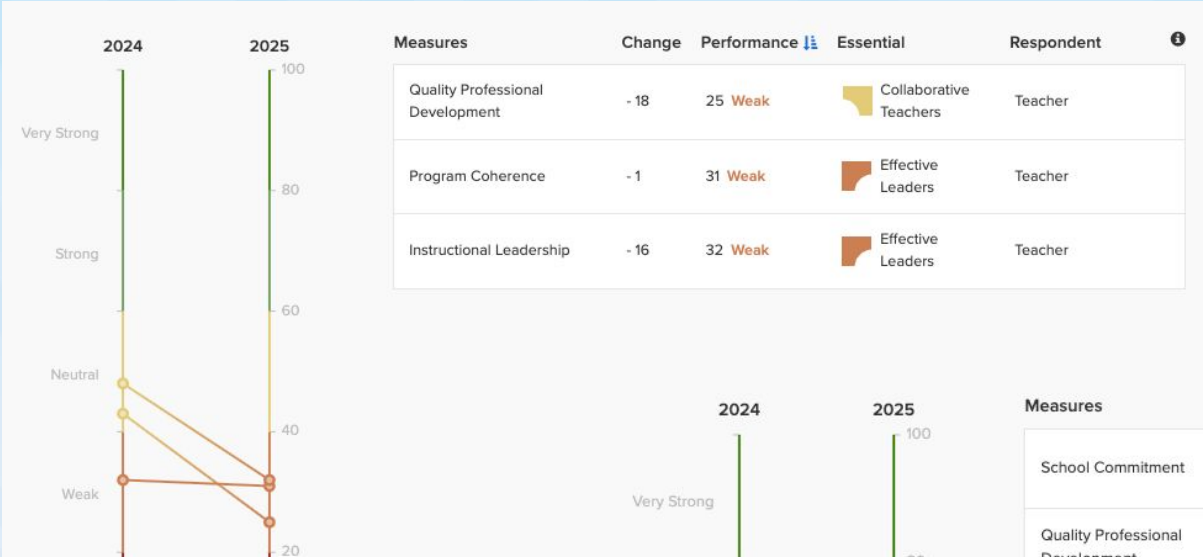 2024 2025
100
Very Strong
80
Strong
60
Neutral
40
Weak
20
Measures Change Performance Essential Respondent
Quality Professional
Development
- 18 25 Weak
Collaborative
Teachers
Teacher
Program Coherence - 1 31 Weak
Effective
Leaders
Teacher
Instructional Leadership - 16 32 Weak
Effective
Leaders
Teacher
2024 2025
100
Very Strong
Measures
School Commitment
Quality Professional
Development